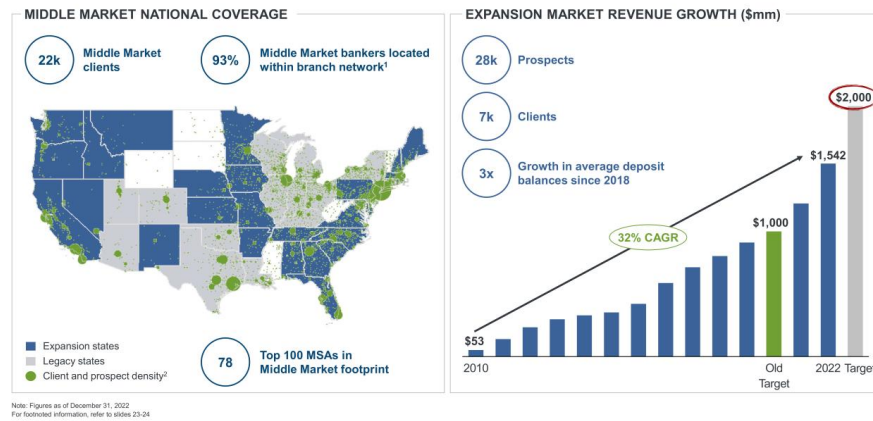 MIDDLE MARKET NATIONAL COVERAGE
22k
Middle Market
clients
93%
Middle Market bankers located
within branch network¹
Expansion states
Legacy states
Client and prospect density²
78
Top 100 MSAs in
Middle Market footprint
EXPANSION MARKET REVENUE GROWTH ($mm)
28k
Prospects
7k
Clients
3x
Growth in average deposit
balances since 2018
$2,000
$1,542
$1,000
32% CAGR
$53
2010
Old
Target
2022
Target
Note: Figures as of December 31, 2022
For footnoted information, refer to slides 23-24